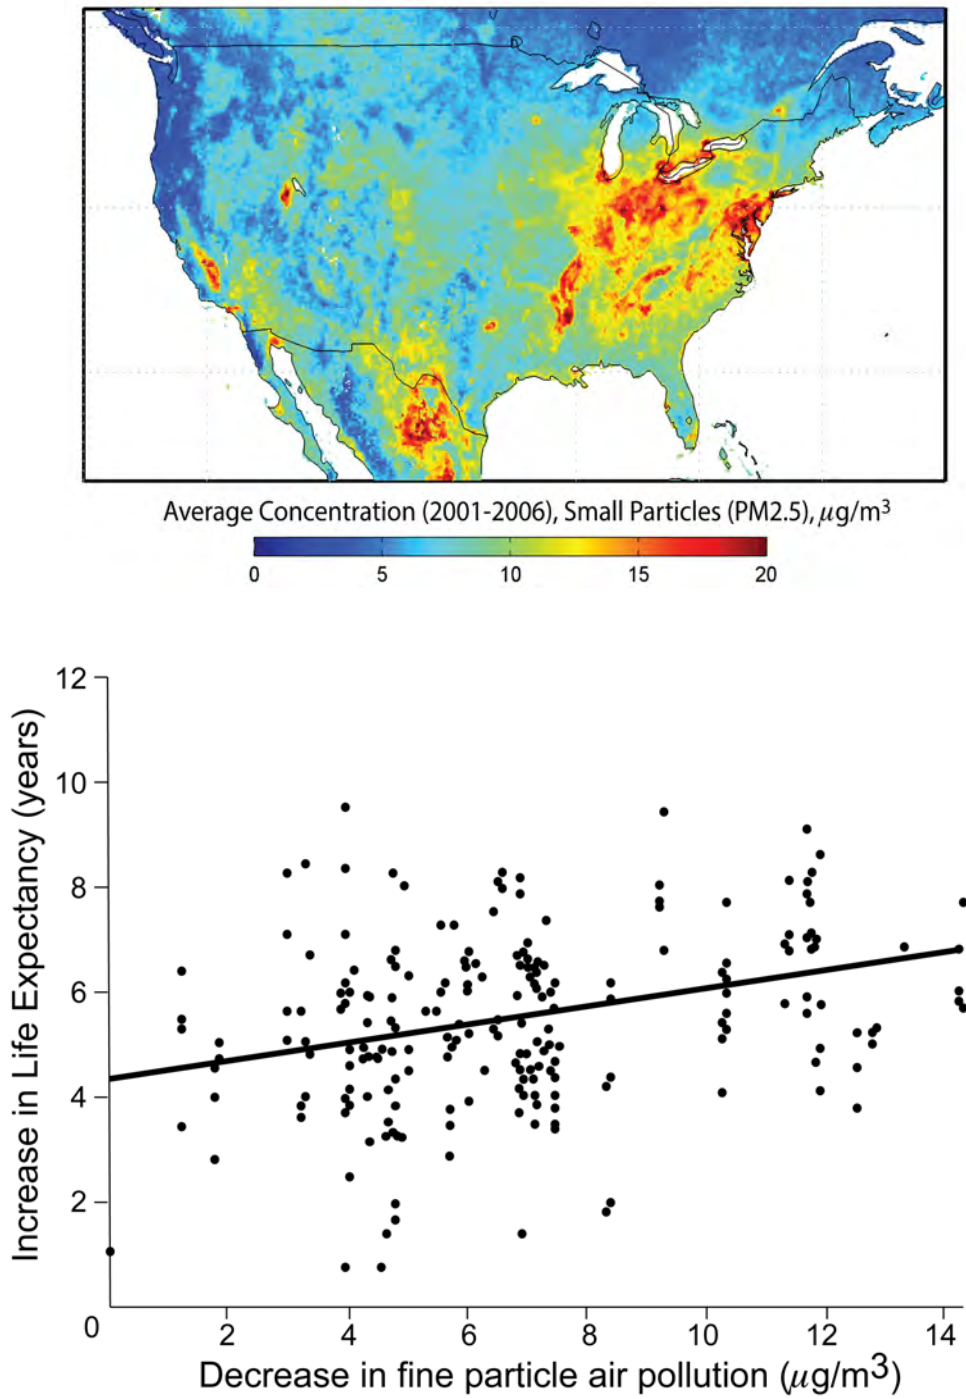 Average Concentration (2001-2006), Small Particles (PM2.5), μg/m³
0 5 10 15 20
12
10
8
6
4
2
0
Increase in Life Expectancy (years)
2 4 6 8 10 12 14
Decrease in fine particle air pollution (μg/m³)